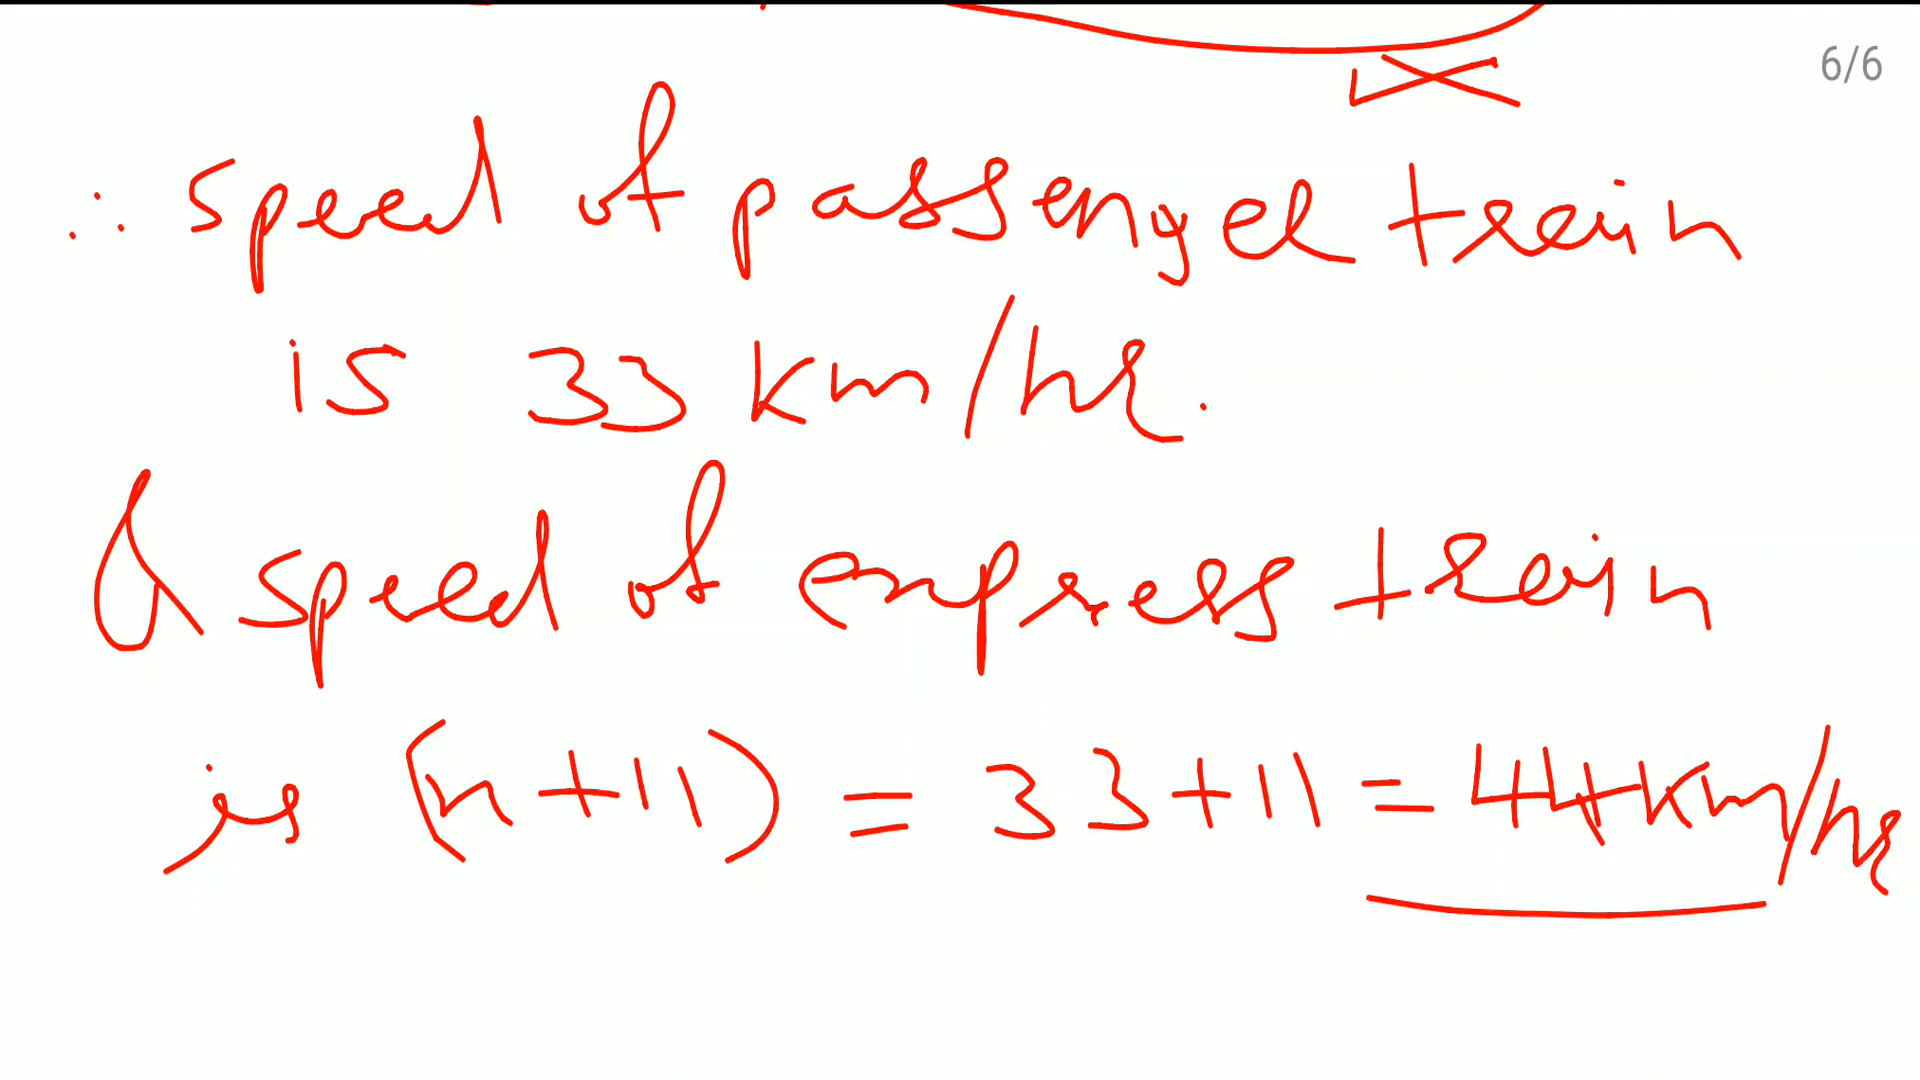 6/6
∴ speed of passenger train
is 33 km/hr.
& speed of express train
is (x+11) = 33+11 = 44 km/hr